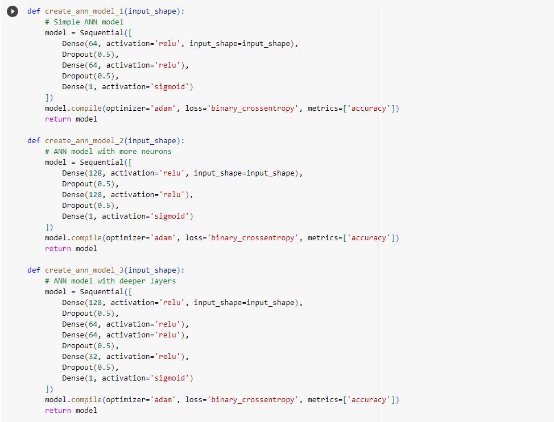 def create_ann_model_1(input_shape):
    # Simple ANN model
    model = Sequential([
        Dense(64, activation='relu', input_shape=input_shape),
        Dropout(0.5),
        Dense(64, activation='relu'),
        Dropout(0.5),
        Dense(1, activation='sigmoid')
    ])
    model.compile(optimizer='adam', loss='binary_crossentropy', metrics=['accuracy'])
    return model

def create_ann_model_2(input_shape):
    # ANN model with more neurons
    model = Sequential([
        Dense(128, activation='relu', input_shape=input_shape),
        Dropout(0.5),
        Dense(128, activation='relu'),
        Dropout(0.5),
        Dense(1, activation='sigmoid')
    ])
    model.compile(optimizer='adam', loss='binary_crossentropy', metrics=['accuracy'])
    return model

def create_ann_model_3(input_shape):
    # ANN model with deeper layers
    model = Sequential([
        Dense(128, activation='relu', input_shape=input_shape),
        Dropout(0.5),
        Dense(64, activation='relu'),
        Dense(64, activation='relu'),
        Dropout(0.5),
        Dense(32, activation='relu'),
        Dropout(0.5),
        Dense(1, activation='sigmoid')
    ])
    model.compile(optimizer='adam', loss='binary_crossentropy', metrics=['accuracy'])
    return model